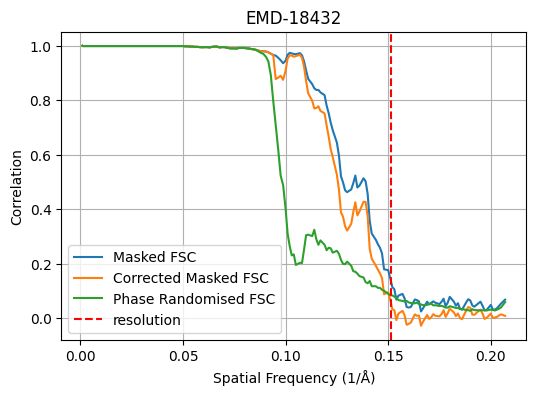 EMD-18432
1.0
0.8
0.6
0.4
0.2
0.0
Correlation
Masked FSC
Corrected Masked FSC
Phase Randomised FSC
resolution
0.00 0.05 0.10 0.15 0.20
Spatial Frequency (1/Å)